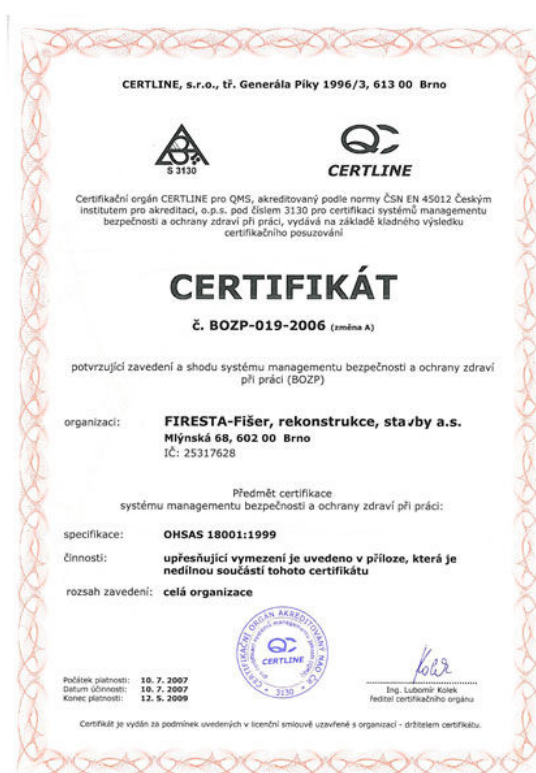 CERTLINE, s.r.o., tř. Generála Píky 1996/3, 613 00 Brno
S 3130
CERTLINE
Certifikační orgán CERTLINE pro QMS, akreditovaný podle normy ČSN EN 45012 Českým
institutem pro akreditaci, o.p.s. pod číslem 3130 pro certifikaci systémů managementu
bezpečnosti a ochrany zdraví při práci, vydává na základě kladného výsledku
certifikačního posuzování
CERTIFIKÁT
č. BOZP-019-2006 (změna A)
potvrzující zavedení a shodu systému managementu bezpečnosti a ochrany zdraví
při práci (BOZP)
organizaci: FIRESTA-Fišer, rekonstrukce, stavby a.s.
Mlýnská 68, 602 00 Brno
IČ: 25317628
Předmět certifikace
systému managementu bezpečnosti a ochrany zdraví při práci:
specifikace: OHSAS 18001:1999
činnosti: upřesňující vymezení je uvedeno v příloze, která je
nedílnou součástí tohoto certifikátu
rozsah zavedení: celá organizace
CERTIFIKAČNÍ ORGÁN AKREDITOVANÝ NAO ČR
CERTLINE
3130
Počátek platnosti: 10. 7. 2007
Datum účinnosti: 10. 7. 2007
Konec platnosti: 12. 5. 2009
Ing. Lubomír Kolek
ředitel certifikačního orgánu
Certifikát je vydán za podmínek uvedených v licenční smlouvě uzavřené s organizací - držitelem certifikátu.